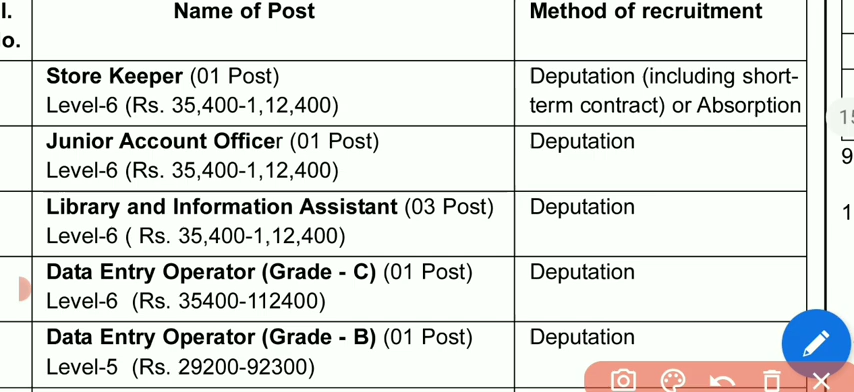 l. Name of Post Method of recruitment
o.
Store Keeper (01 Post) Deputation (including short-
Level-6 (Rs. 35,400-1,12,400) term contract) or Absorption
Junior Account Officer (01 Post) Deputation
Level-6 (Rs. 35,400-1,12,400)
Library and Information Assistant (03 Post) Deputation
Level-6 ( Rs. 35,400-1,12,400)
Data Entry Operator (Grade - C) (01 Post) Deputation
Level-6 (Rs. 35400-112400)
Data Entry Operator (Grade - B) (01 Post) Deputation
Level-5 (Rs. 29200-92300)
15
9
1